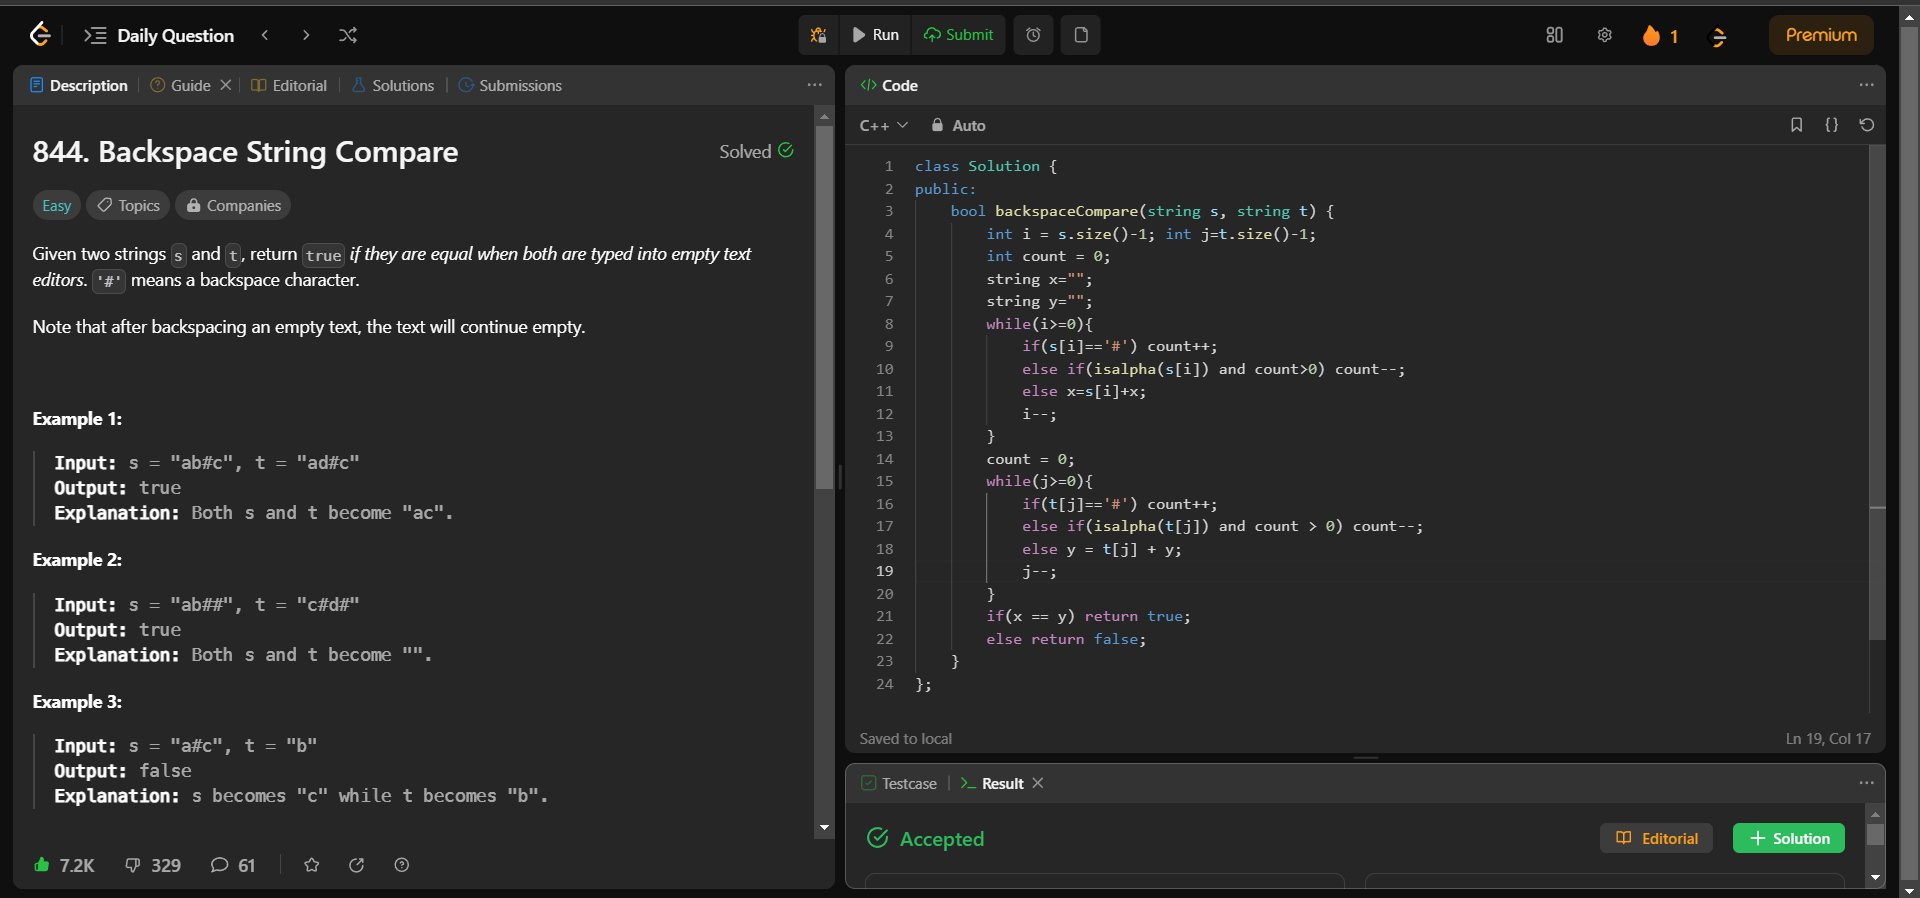 Daily Question
Run
Submit
1
Premium
Description
Guide
Editorial
Solutions
Submissions
844. Backspace String Compare
Solved
Easy
Topics
Companies
Given two strings s and t, return true if they are equal when both are typed into empty text
editors. '#' means a backspace character.
Note that after backspacing an empty text, the text will continue empty.
Example 1:
Input: s = "ab#c", t = "ad#c"
Output: true
Explanation: Both s and t become "ac".
Example 2:
Input: s = "ab##", t = "c#d#"
Output: true
Explanation: Both s and t become "".
Example 3:
Input: s = "a#c", t = "b"
Output: false
Explanation: s becomes "c" while t becomes "b".
7.2K
329
61
</> Code
C++
Auto
{}
1 class Solution {
2 public:
3     bool backspaceCompare(string s, string t) {
4         int i = s.size()-1; int j=t.size()-1;
5         int count = 0;
6         string x="";
7         string y="";
8         while(i>=0){
9             if(s[i]=='#') count++;
10             else if(isalpha(s[i]) and count>0) count--;
11             else x=s[i]+x;
12             i--;
13         }
14         count = 0;
15         while(j>=0){
16             if(t[j]=='#') count++;
17             else if(isalpha(t[j]) and count > 0) count--;
18             else y = t[j] + y;
19             j--;
20         }
21         if(x == y) return true;
22         else return false;
23     }
24 };
Saved to local
Ln 19, Col 17
Testcase
>_ Result
Accepted
Editorial
+ Solution